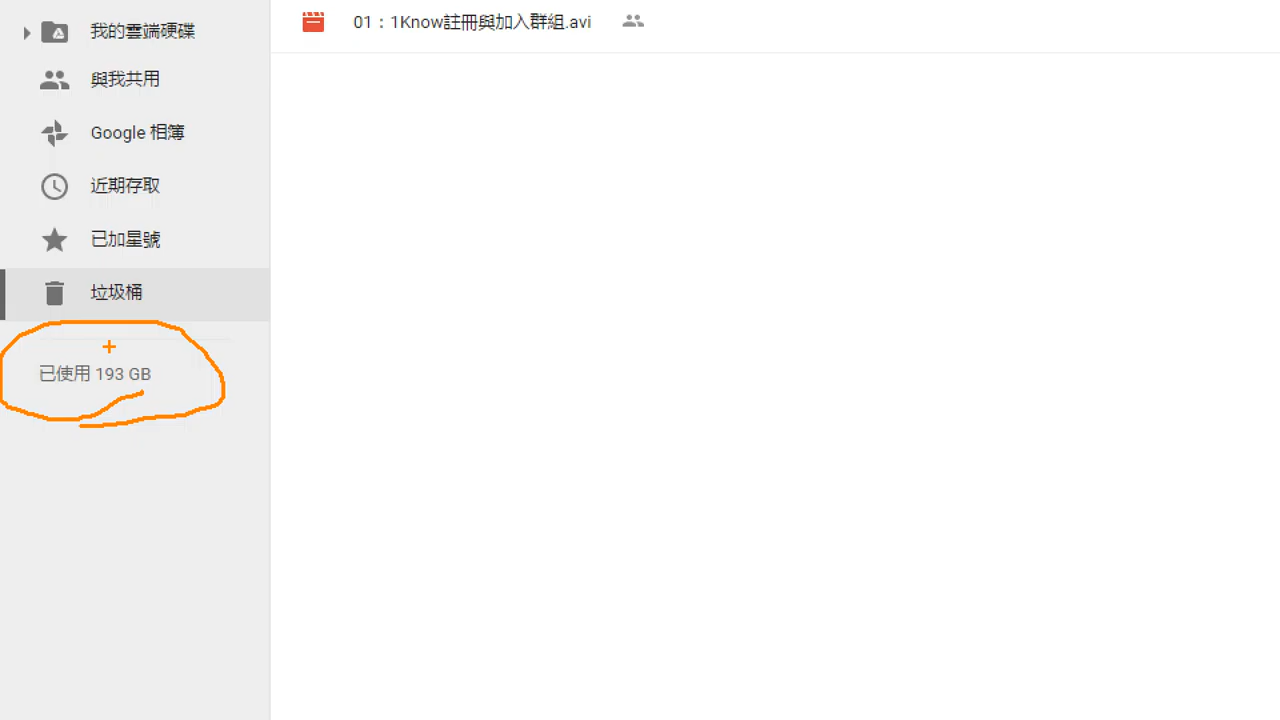 我的雲端硬碟
與我共用
Google 相簿
近期存取
已加星號
垃圾桶
已使用 193 GB
01：1Know註冊與加入群組.avi